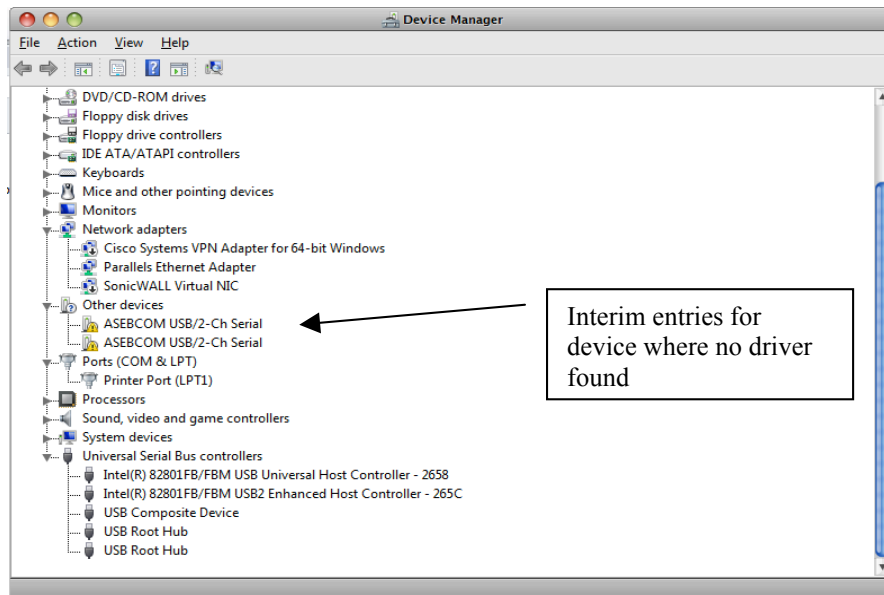 Device Manager
File Action View Help
DVD/CD-ROM drives
Floppy disk drives
Floppy drive controllers
IDE ATA/ATAPI controllers
Keyboards
Mice and other pointing devices
Monitors
Network adapters
Cisco Systems VPN Adapter for 64-bit Windows
Parallels Ethernet Adapter
SonicWALL Virtual NIC
Other devices
ASEBCOM USB/2-Ch Serial
ASEBCOM USB/2-Ch Serial
Ports (COM & LPT)
Printer Port (LPT1)
Processors
Sound, video and game controllers
System devices
Universal Serial Bus controllers
Intel(R) 82801FB/FBM USB Universal Host Controller - 2658
Intel(R) 82801FB/FBM USB2 Enhanced Host Controller - 265C
USB Composite Device
USB Root Hub
USB Root Hub
Interim entries for
device where no driver
found